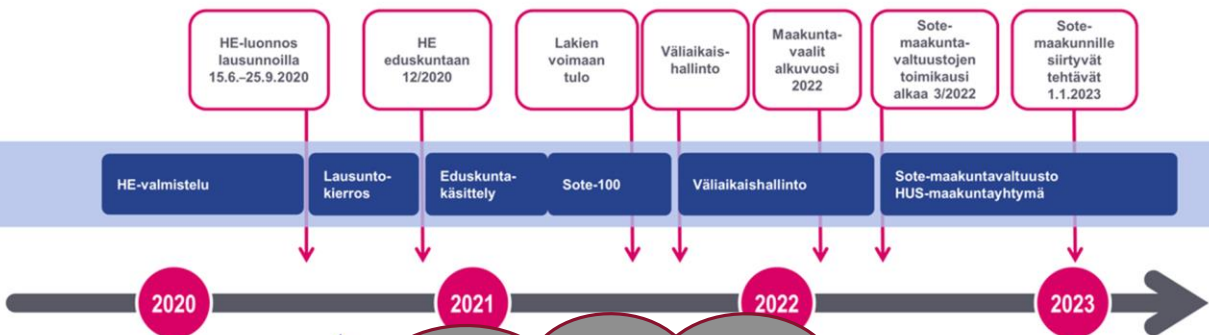 HE-luonnos
lausunnoilla
15.6.–25.9.2020
HE
eduskuntaan
12/2020
Lakien
voimaan
tulo
Väliaikais-
hallinto
Maakunta-
vaalit
alkuvuosi
2022
Sote-
maakunta-
valtuustojen
toimikausi
alkaa 3/2022
Sote-
maakunnille
siirtyvät
tehtävät
1.1.2023
HE-valmistelu
Lausunto-
kierros
Eduskunta-
käsittely
Sote-100
Väliaikaishallinto
Sote-maakuntavaltuusto
HUS-maakuntayhtymä
2020
2021
2022
2023